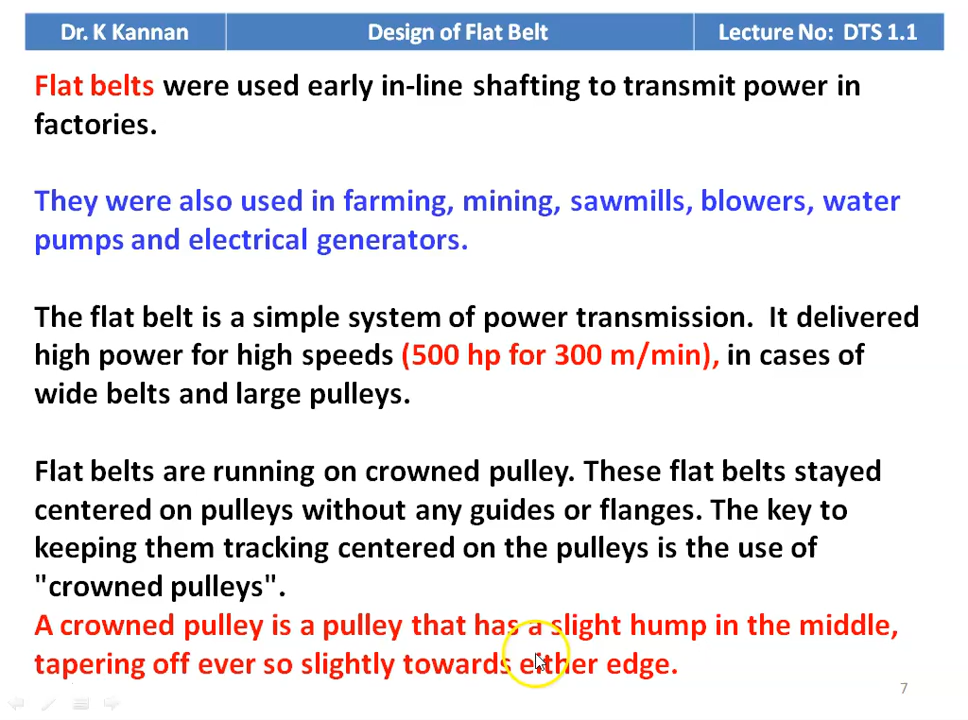 Dr. K Kannan Design of Flat Belt Lecture No: DTS 1.1
Flat belts were used early in-line shafting to transmit power in
factories.
They were also used in farming, mining, sawmills, blowers, water
pumps and electrical generators.
The flat belt is a simple system of power transmission. It delivered
high power for high speeds (500 hp for 300 m/min), in cases of
wide belts and large pulleys.
Flat belts are running on crowned pulley. These flat belts stayed
centered on pulleys without any guides or flanges. The key to
keeping them tracking centered on the pulleys is the use of
"crowned pulleys".
A crowned pulley is a pulley that has a slight hump in the middle,
tapering off ever so slightly towards either edge.
7